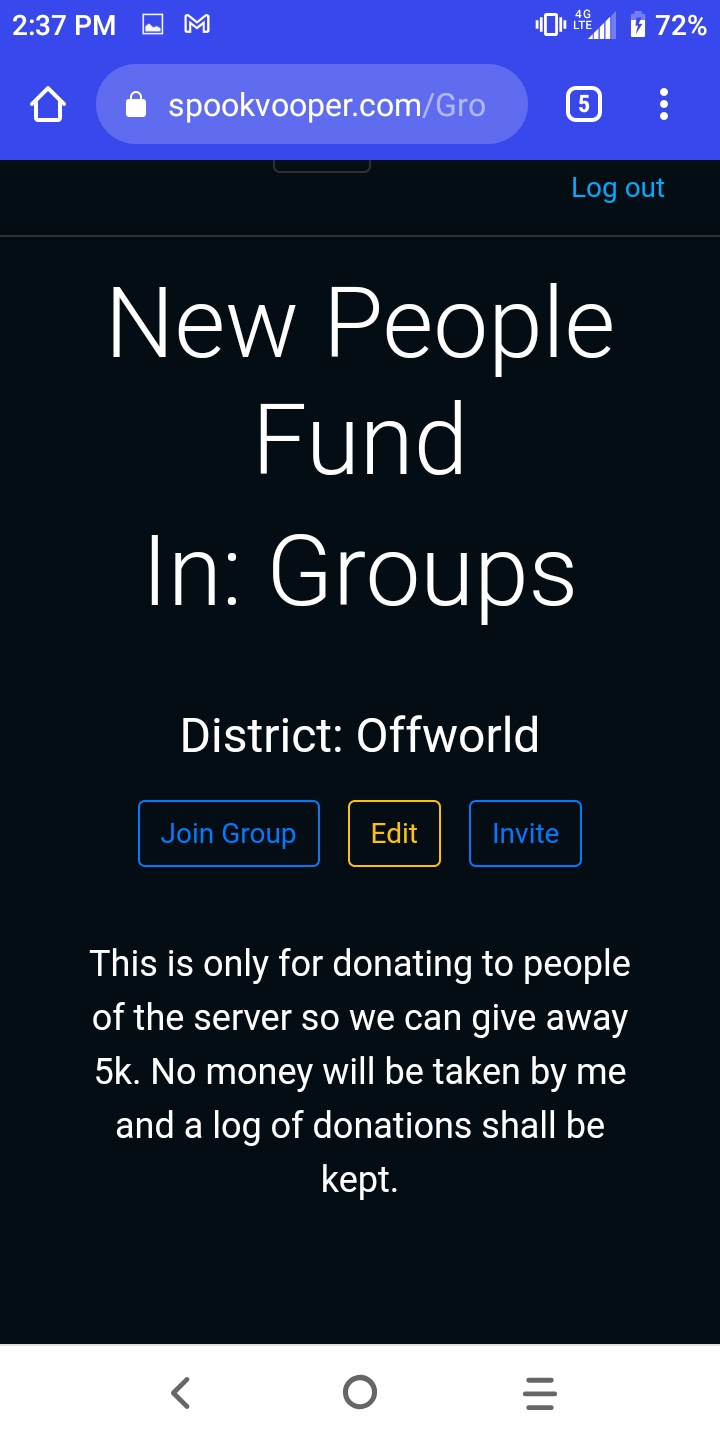 2:37 PM 4G LTE 72%
spookvooper.com/Gro 5
Log out
New People
Fund
In: Groups
District: Offworld
Join Group Edit Invite
This is only for donating to people
of the server so we can give away
5k. No money will be taken by me
and a log of donations shall be
kept.